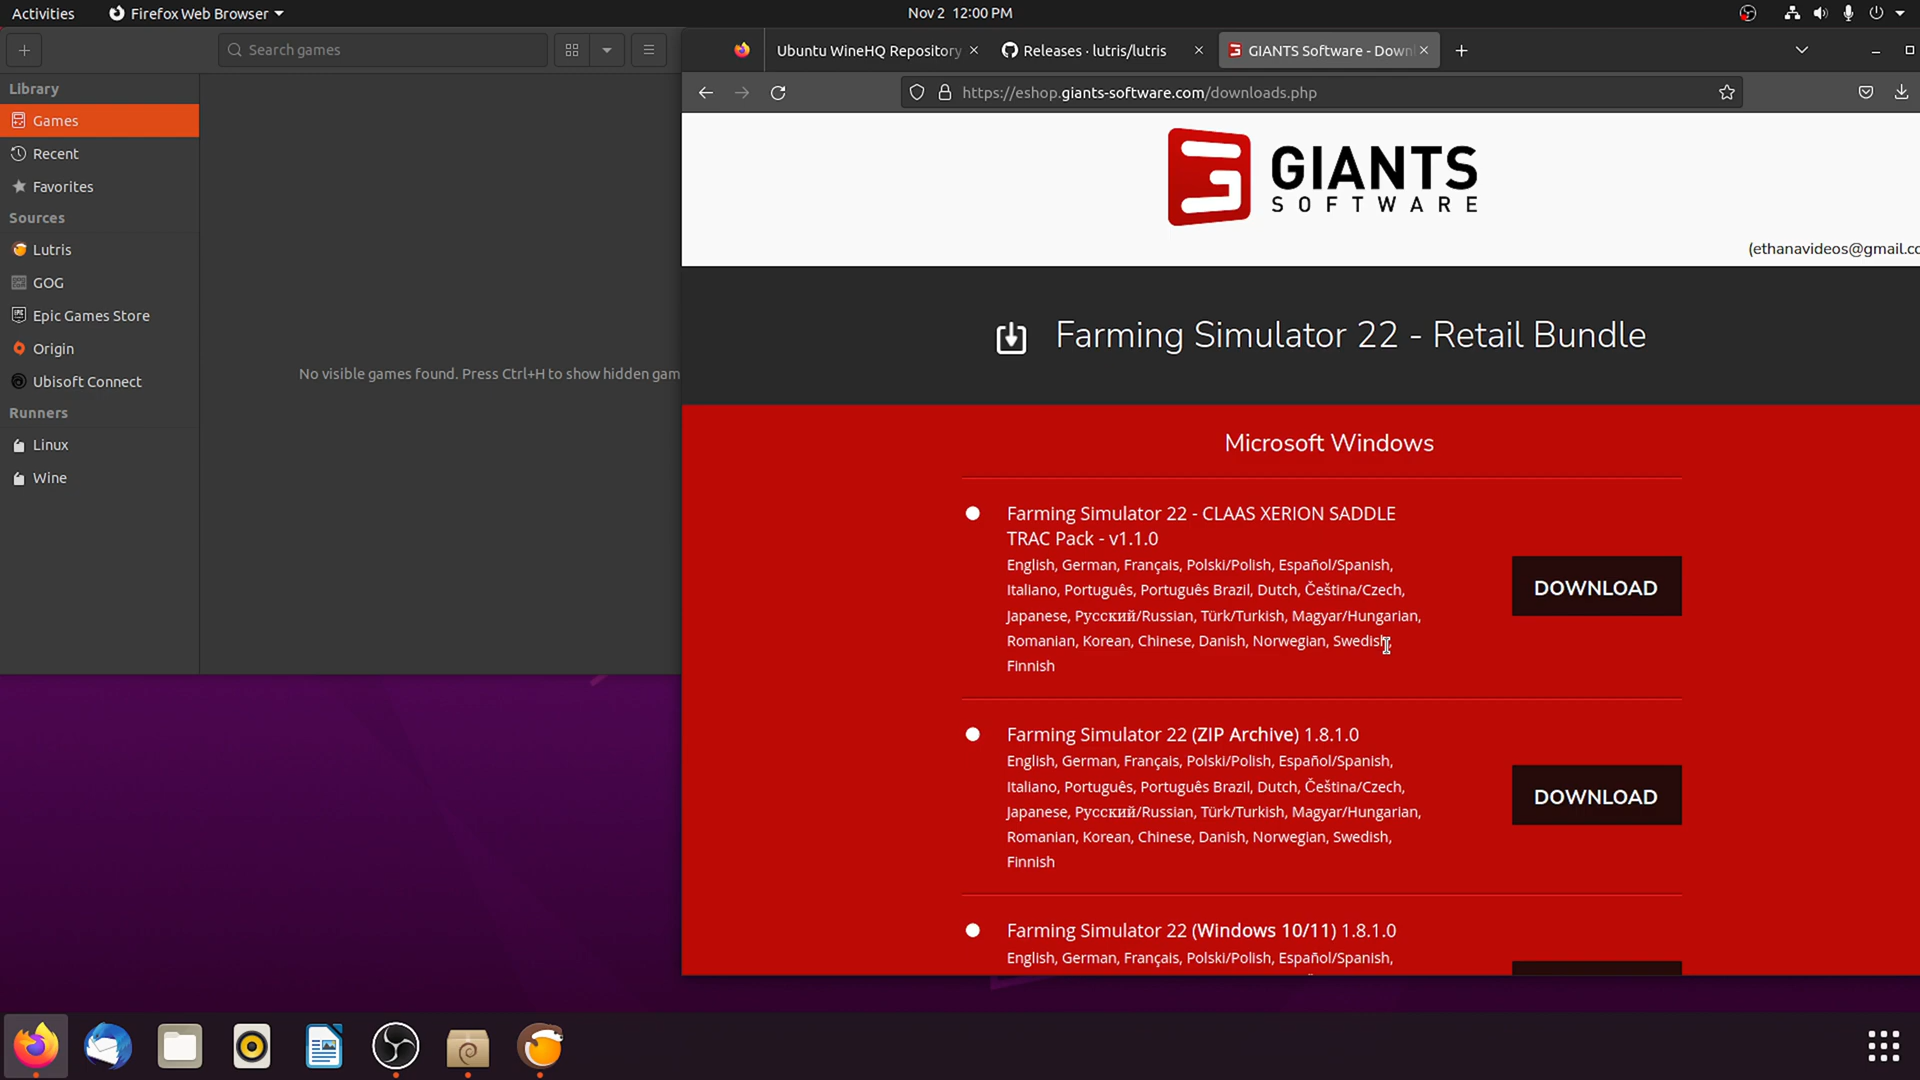 Activities
Firefox Web Browser
Nov 2 12:00 PM
Search games
Library
Games
Recent
Favorites
Sources
Lutris
GOG
Epic Games Store
Origin
Ubisoft Connect
Runners
Linux
Wine
No visible games found. Press Ctrl+H to show hidden gam
Ubuntu WineHQ Repository
Releases · lutris/lutris
GIANTS Software - Down
https://eshop.giants-software.com/downloads.php
GIANTS
SOFTWARE
(ethanavideos@gmail.co
Farming Simulator 22 - Retail Bundle
Microsoft Windows
Farming Simulator 22 - CLAAS XERION SADDLE
TRAC Pack - v1.1.0
English, German, Français, Polski/Polish, Español/Spanish,
Italiano, Português, Português Brazil, Dutch, Čeština/Czech,
Japanese, Русский/Russian, Türk/Turkish, Magyar/Hungarian,
Romanian, Korean, Chinese, Danish, Norwegian, Swedish,
Finnish
DOWNLOAD
Farming Simulator 22 (ZIP Archive) 1.8.1.0
English, German, Français, Polski/Polish, Español/Spanish,
Italiano, Português, Português Brazil, Dutch, Čeština/Czech,
Japanese, Русский/Russian, Türk/Turkish, Magyar/Hungarian,
Romanian, Korean, Chinese, Danish, Norwegian, Swedish,
Finnish
DOWNLOAD
Farming Simulator 22 (Windows 10/11) 1.8.1.0
English, German, Français, Polski/Polish, Español/Spanish,